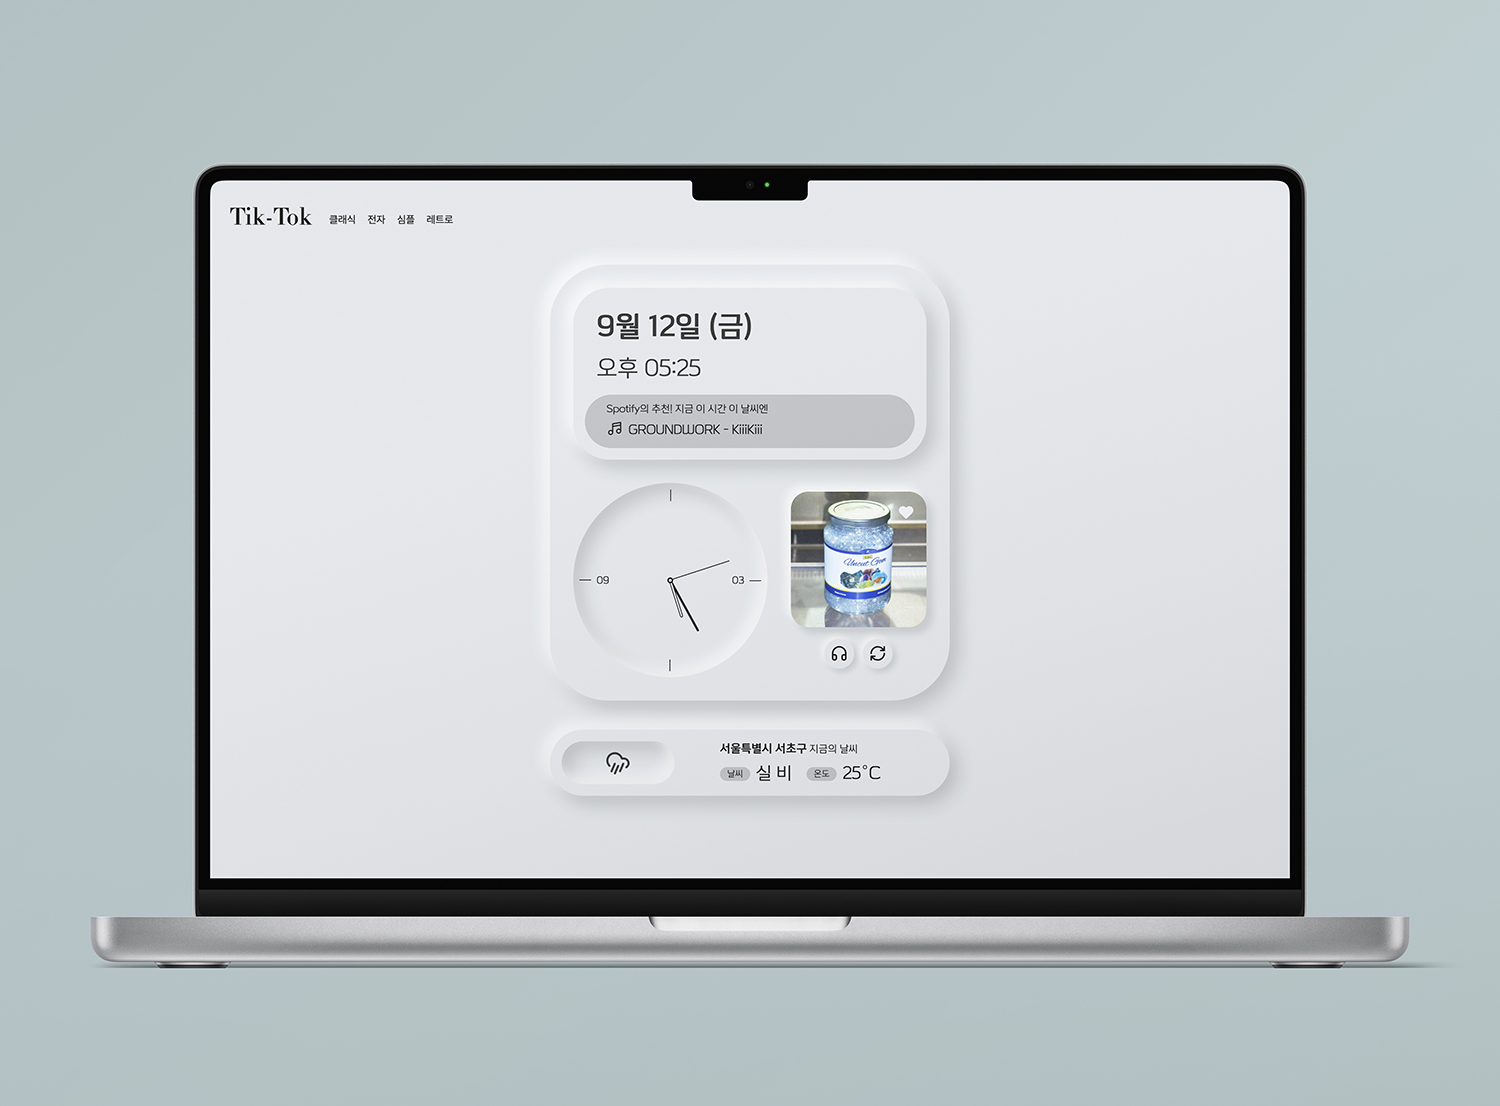 Tik-Tok 클래식 전자 심플 레트로
9월 12일 (금)
오후 05:25
Spotify의 추천! 지금 이 시간 이 날씨엔
GROUNDWORK - KiiiKiii
09 03
Uncut Gem
서울특별시 서초구 지금의 날씨
날씨 실 비 온도 25°C